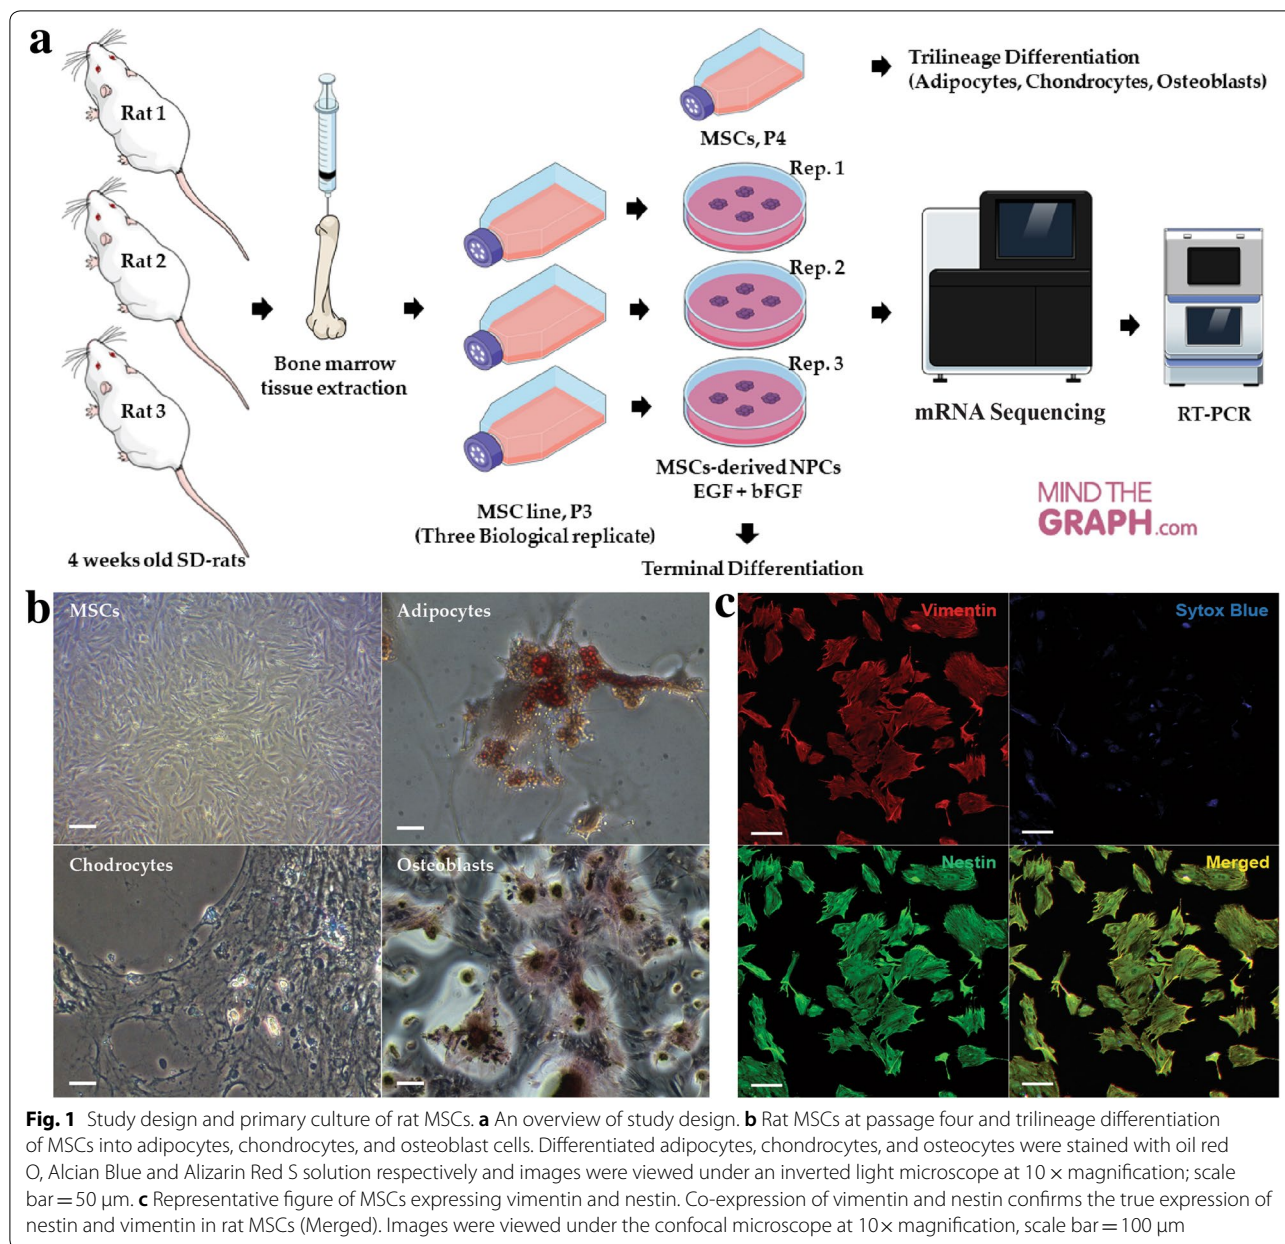 a
Rat 1
Rat 2
Rat 3
4 weeks old SD-rats
Bone marrow
tissue extraction
MSC line, P3
(Three Biological replicate)
MSCs, P4
Trilineage Differentiation
(Adipocytes, Chondrocytes, Osteoblasts)
Rep. 1
Rep. 2
Rep. 3
MSCs-derived NPCs
EGF + bFGF
Terminal Differentiation
mRNA Sequencing
RT-PCR
MIND THE
GRAPH.com
b
MSCs
Adipocytes
Chodrocytes
Osteoblasts
c
Vimentin
Sytox Blue
Nestin
Merged
Fig. 1 Study design and primary culture of rat MSCs. a An overview of study design. b Rat MSCs at passage four and trilineage differentiation
of MSCs into adipocytes, chondrocytes, and osteoblast cells. Differentiated adipocytes, chondrocytes, and osteocytes were stained with oil red
O, Alcian Blue and Alizarin Red S solution respectively and images were viewed under an inverted light microscope at 10 × magnification; scale
bar = 50 μm. c Representative figure of MSCs expressing vimentin and nestin. Co-expression of vimentin and nestin confirms the true expression of
nestin and vimentin in rat MSCs (Merged). Images were viewed under the confocal microscope at 10× magnification, scale bar = 100 μm